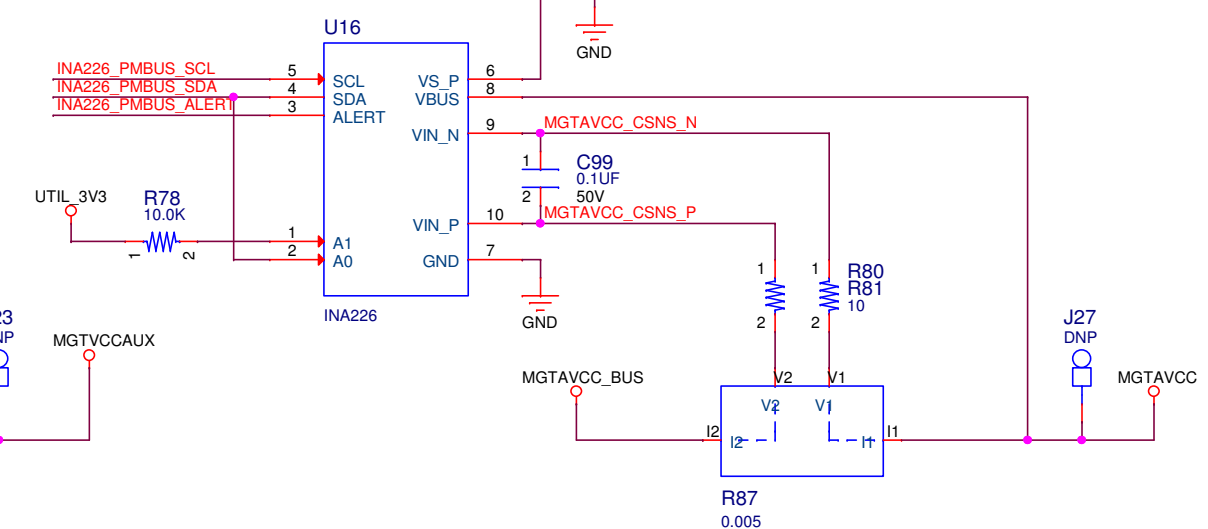 U16
GND
INA226_PMBUS_SCL
5
SCL
VS_P
6
INA226_PMBUS_SDA
4
SDA
VBUS
8
INA226_PMBUS_ALERT
3
ALERT
VIN_N
9
MGTAVCC_CSNS_N
1
C99
0.1UF
50V
2
UTIL_3V3
R78
10.0K
1
2
VIN_P
10
MGTAVCC_CSNS_P
1
A1
2
A0
GND
7
INA226
GND
1
1
R80
R81
10
2
2
23
NP
MGTVCCAUX
J27
DNP
MGTAVCC_BUS
V2
V1
MGTAVCC
V2
V1
I2
I2
I1
I1
R87
0.005